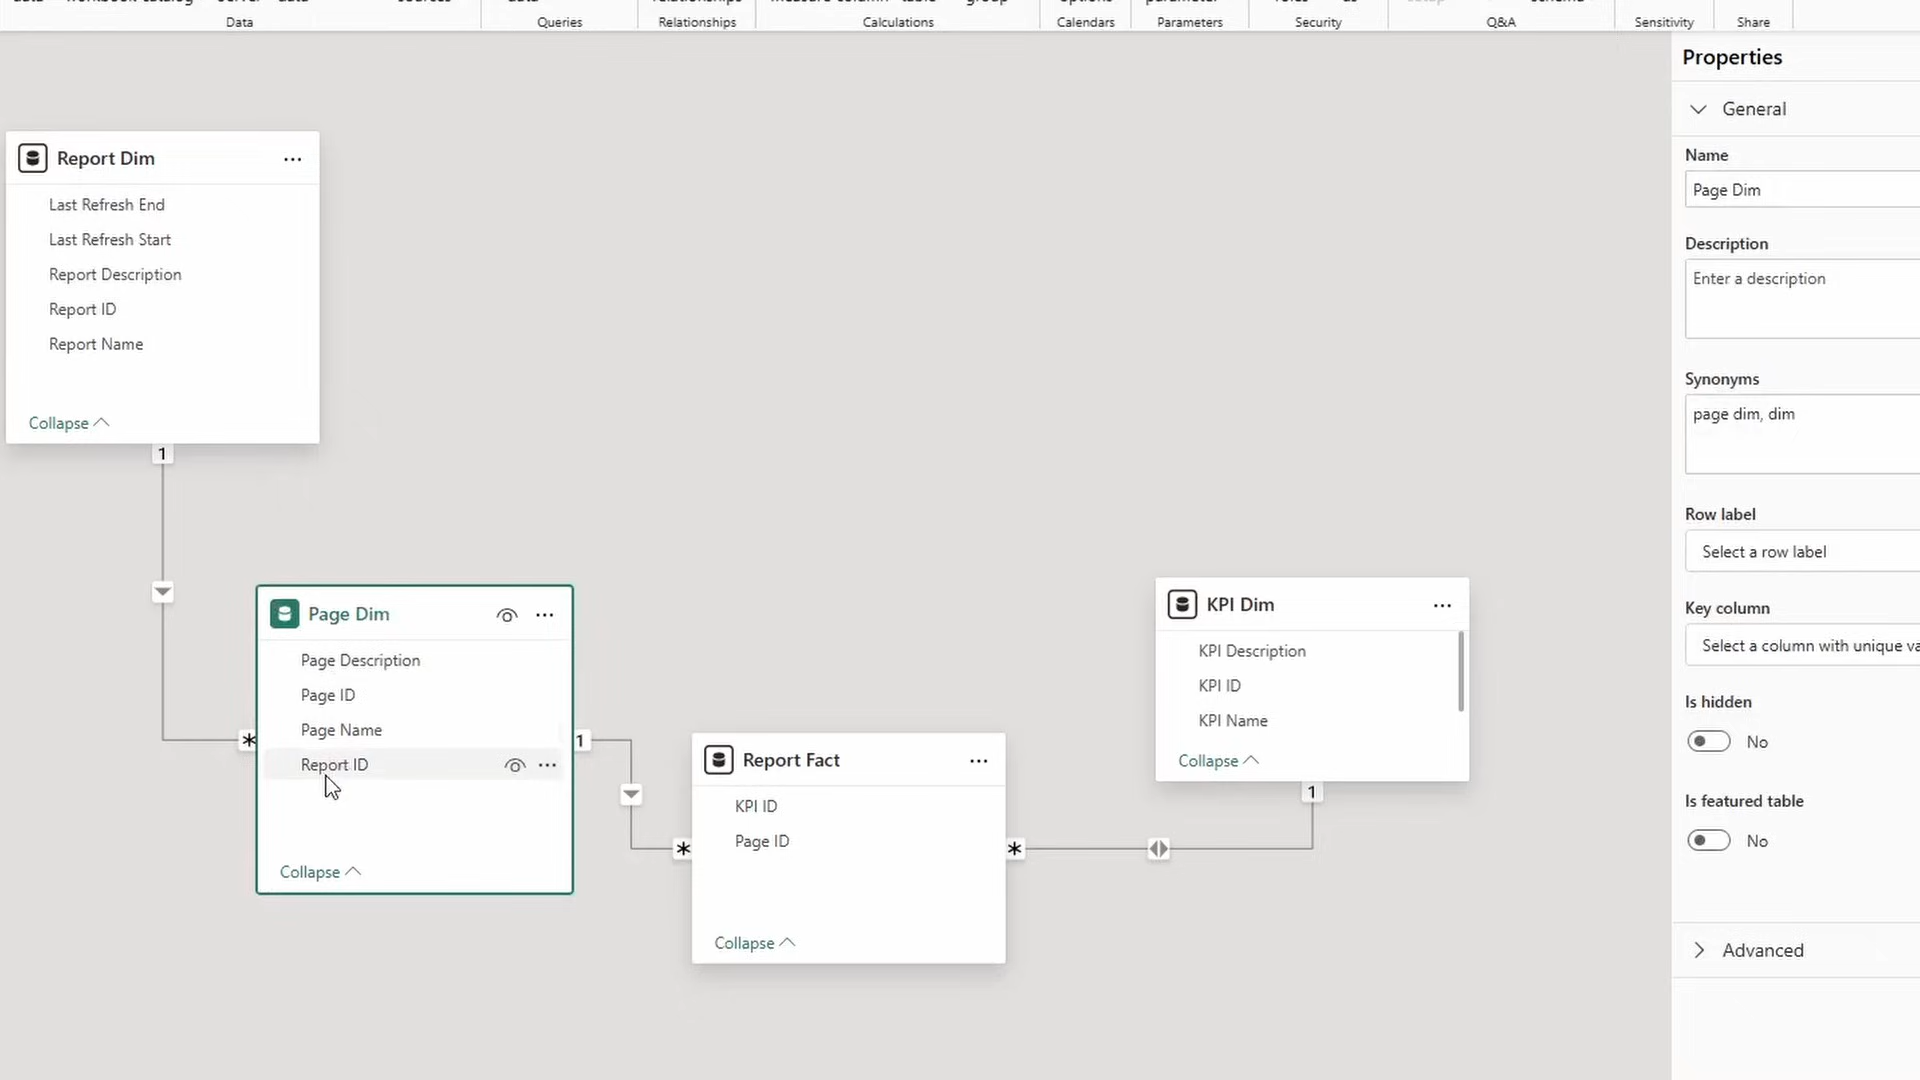 Data
Queries
Relationships
Calculations
Calendars
Parameters
Security
Q&A
Sensitivity
Share
Properties
General
Name
Page Dim
Description
Enter a description
Synonyms
page dim, dim
Row label
Select a row label
Key column
Select a column with unique va
Is hidden
No
Is featured table
No
Advanced
Report Dim
Last Refresh End
Last Refresh Start
Report Description
Report ID
Report Name
Collapse
1
*
Page Dim
Page Description
Page ID
Page Name
Report ID
Collapse
1
*
Report Fact
KPI ID
Page ID
Collapse
*
1
KPI Dim
KPI Description
KPI ID
KPI Name
Collapse